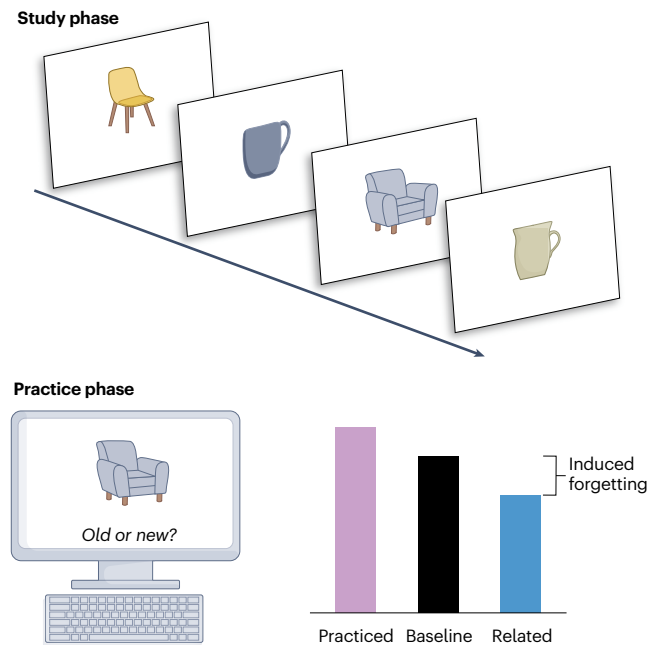 Study phase
Practice phase
Old or new?
Induced
forgetting
Practiced Baseline Related